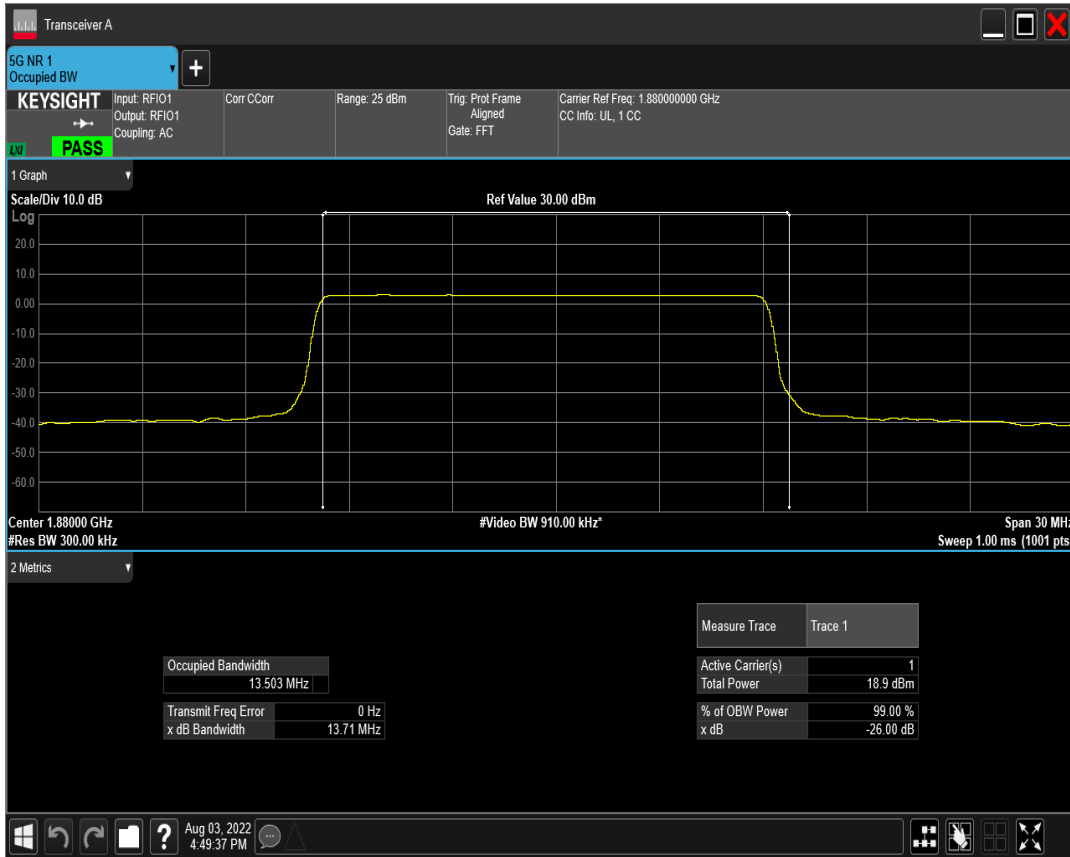 Transceiver A
5G NR 1
Occupied BW
KEYSIGHT
Input: RFIO1
Output: RFIO1
Coupling: AC
Corr CCorr
Range: 25 dBm
Trig: Prot Frame
Aligned
Gate: FFT
Carrier Ref Freq: 1.880000000 GHz
CC Info: UL, 1 CC
LXI
PASS
1 Graph
Scale/Div 10.0 dB
Ref Value 30.00 dBm
Log
20.0
10.0
0.00
-10.0
-20.0
-30.0
-40.0
-50.0
-60.0
Center 1.88000 GHz
#Video BW 910.00 kHz*
Span 30 MHz
#Res BW 300.00 kHz
Sweep 1.00 ms (1001 pts
2 Metrics
Measure Trace Trace 1
Occupied Bandwidth
13.503 MHz
Active Carrier(s) 1
Total Power 18.9 dBm
Transmit Freq Error 0 Hz
x dB Bandwidth 13.71 MHz
% of OBW Power 99.00 %
x dB -26.00 dB
Aug 03, 2022
4:49:37 PM